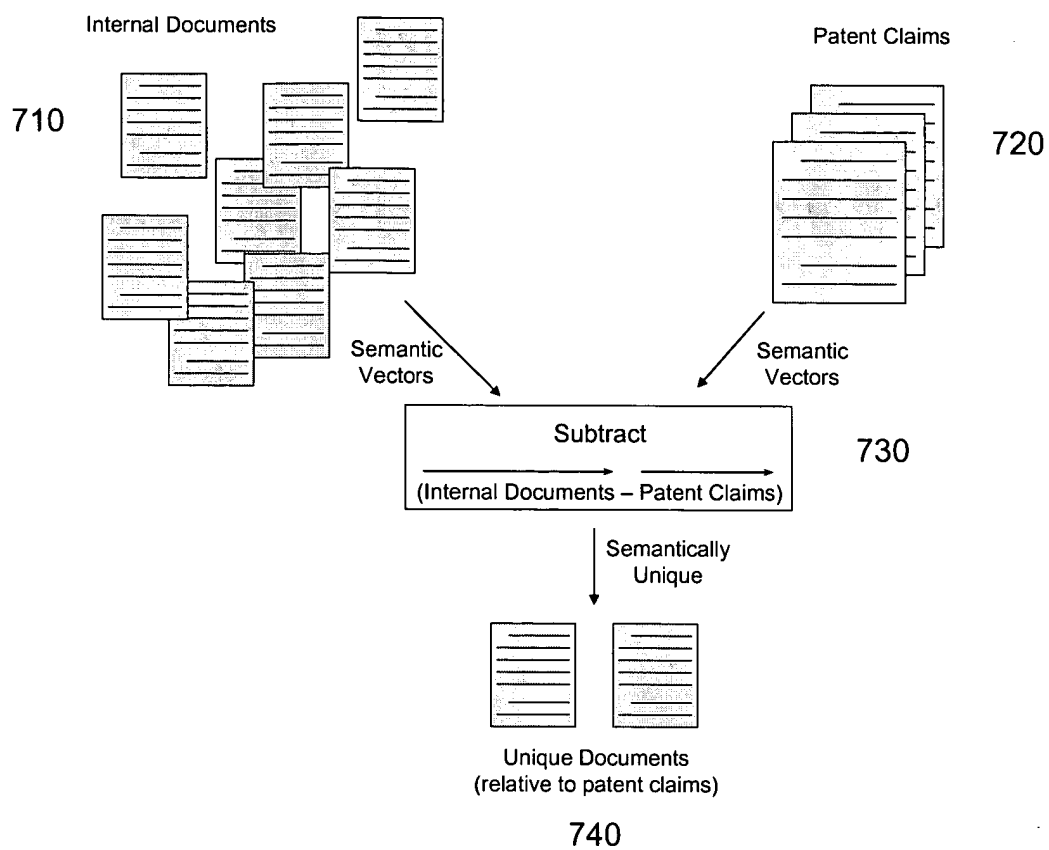 Internal Documents
Patent Claims
710
720
Semantic
Vectors
Semantic
Vectors
Subtract
730
(Internal Documents – Patent Claims)
Semantically
Unique
Unique Documents
(relative to patent claims)
740